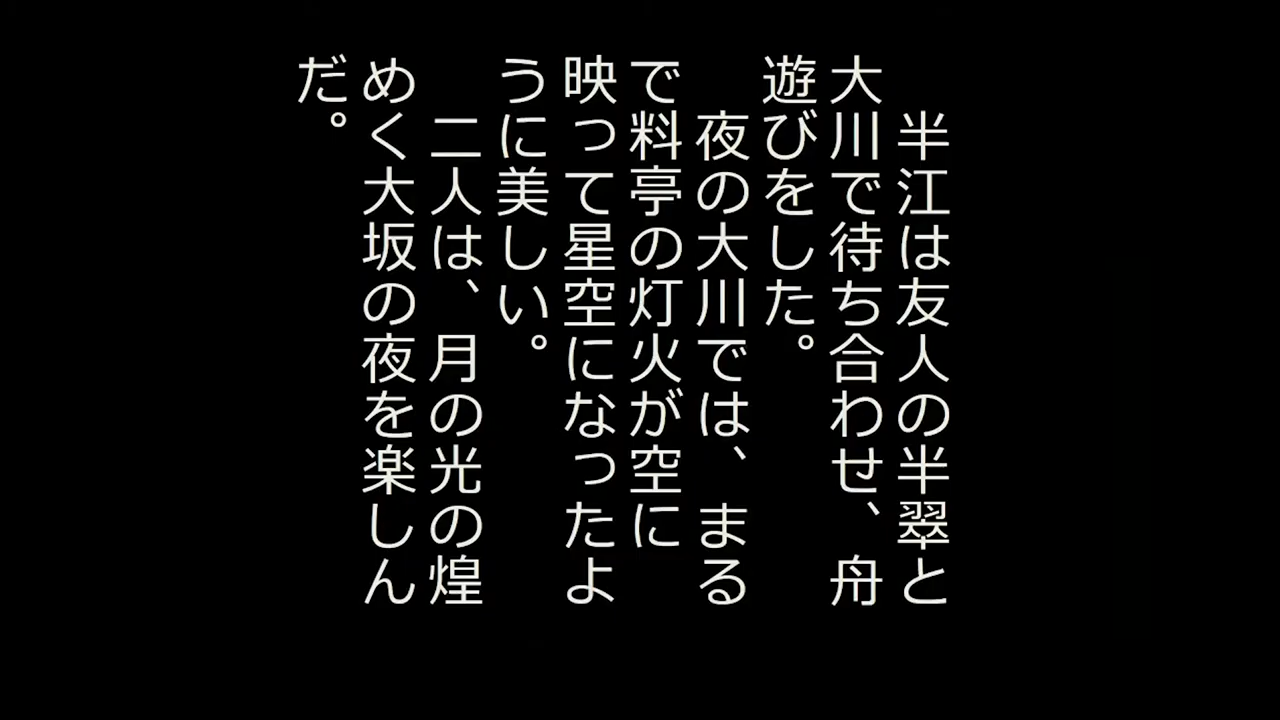 半江は友人の半翠と
大川で待ち合わせ、舟
遊びをした。
夜の大川では、まる
で料亭の灯火が空に
映って星空になったよ
うに美しい。
二人は、月の光の煌
めく大坂の夜を楽しん
だ。